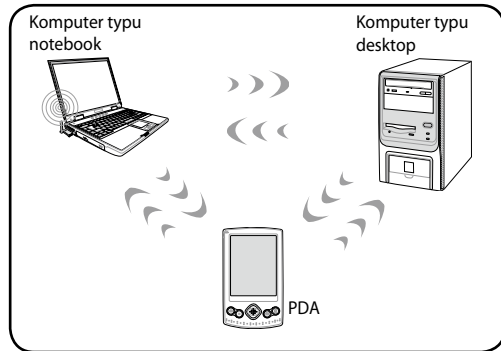 Komputer typu
notebook
Komputer typu
desktop
PDA